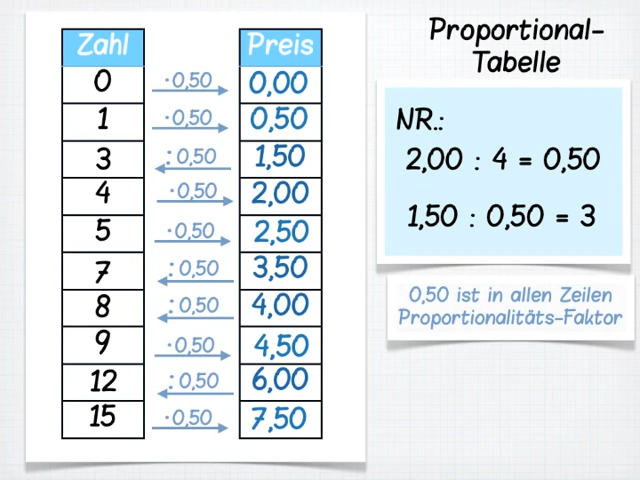 Proportional-
Tabelle
Zahl Preis
0 ·0,50 0,00
1 ·0,50 0,50
3 :0,50 1,50
4 ·0,50 2,00
5 ·0,50 2,50
7 :0,50 3,50
8 :0,50 4,00
9 ·0,50 4,50
12 :0,50 6,00
15 ·0,50 7,50
NR.:
2,00 : 4 = 0,50
1,50 : 0,50 = 3
0,50 ist in allen Zeilen
Proportionalitäts-Faktor